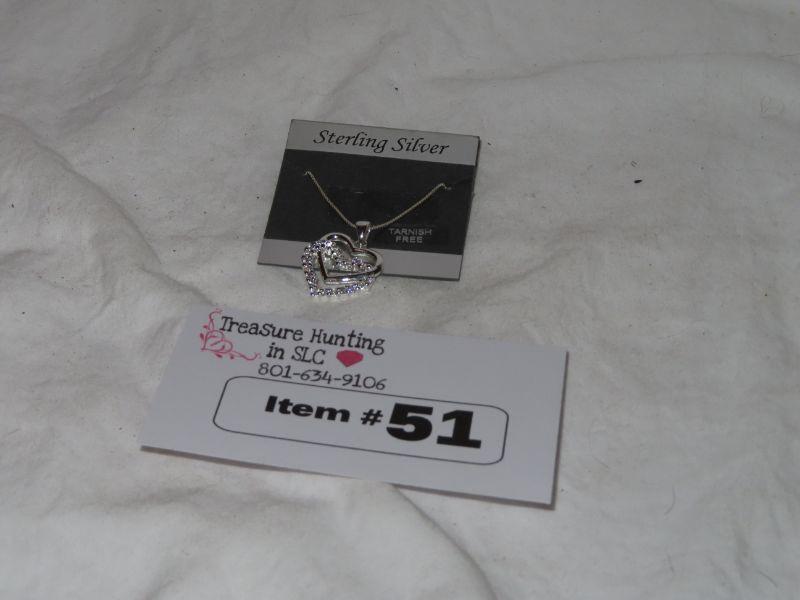 Sterling Silver
TARNISH
FREE
Treasure Hunting
in SLC
801-634-9106
Item #51